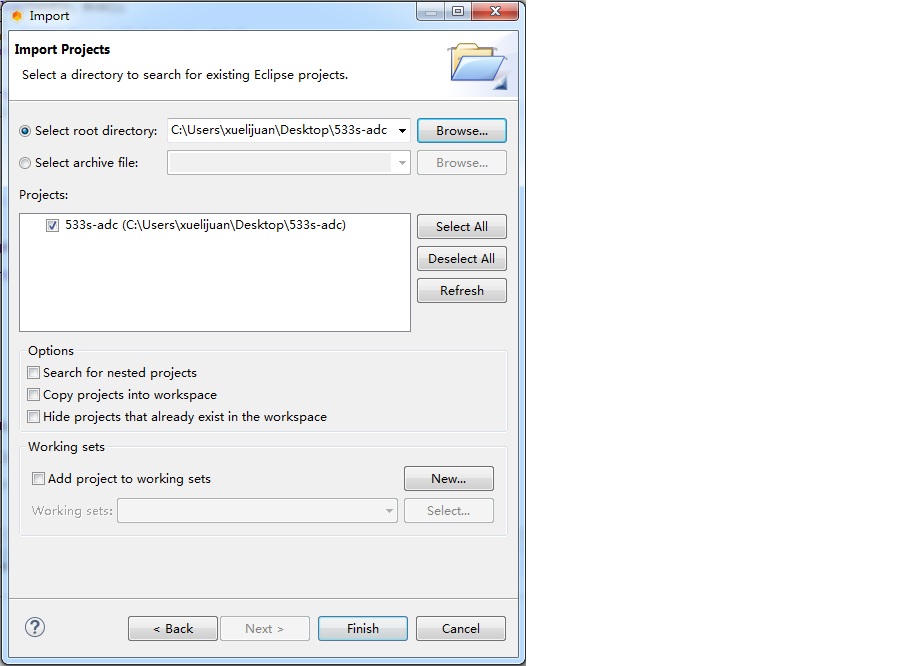 Import
Import Projects
Select a directory to search for existing Eclipse projects.
Select root directory: C:\Users\xuelijuan\Desktop\533s-adc Browse...
Select archive file: Browse...
Projects:
533s-adc (C:\Users\xuelijuan\Desktop\533s-adc)
Select All
Deselect All
Refresh
Options
Search for nested projects
Copy projects into workspace
Hide projects that already exist in the workspace
Working sets
Add project to working sets New...
Working sets: Select...
? < Back Next > Finish Cancel